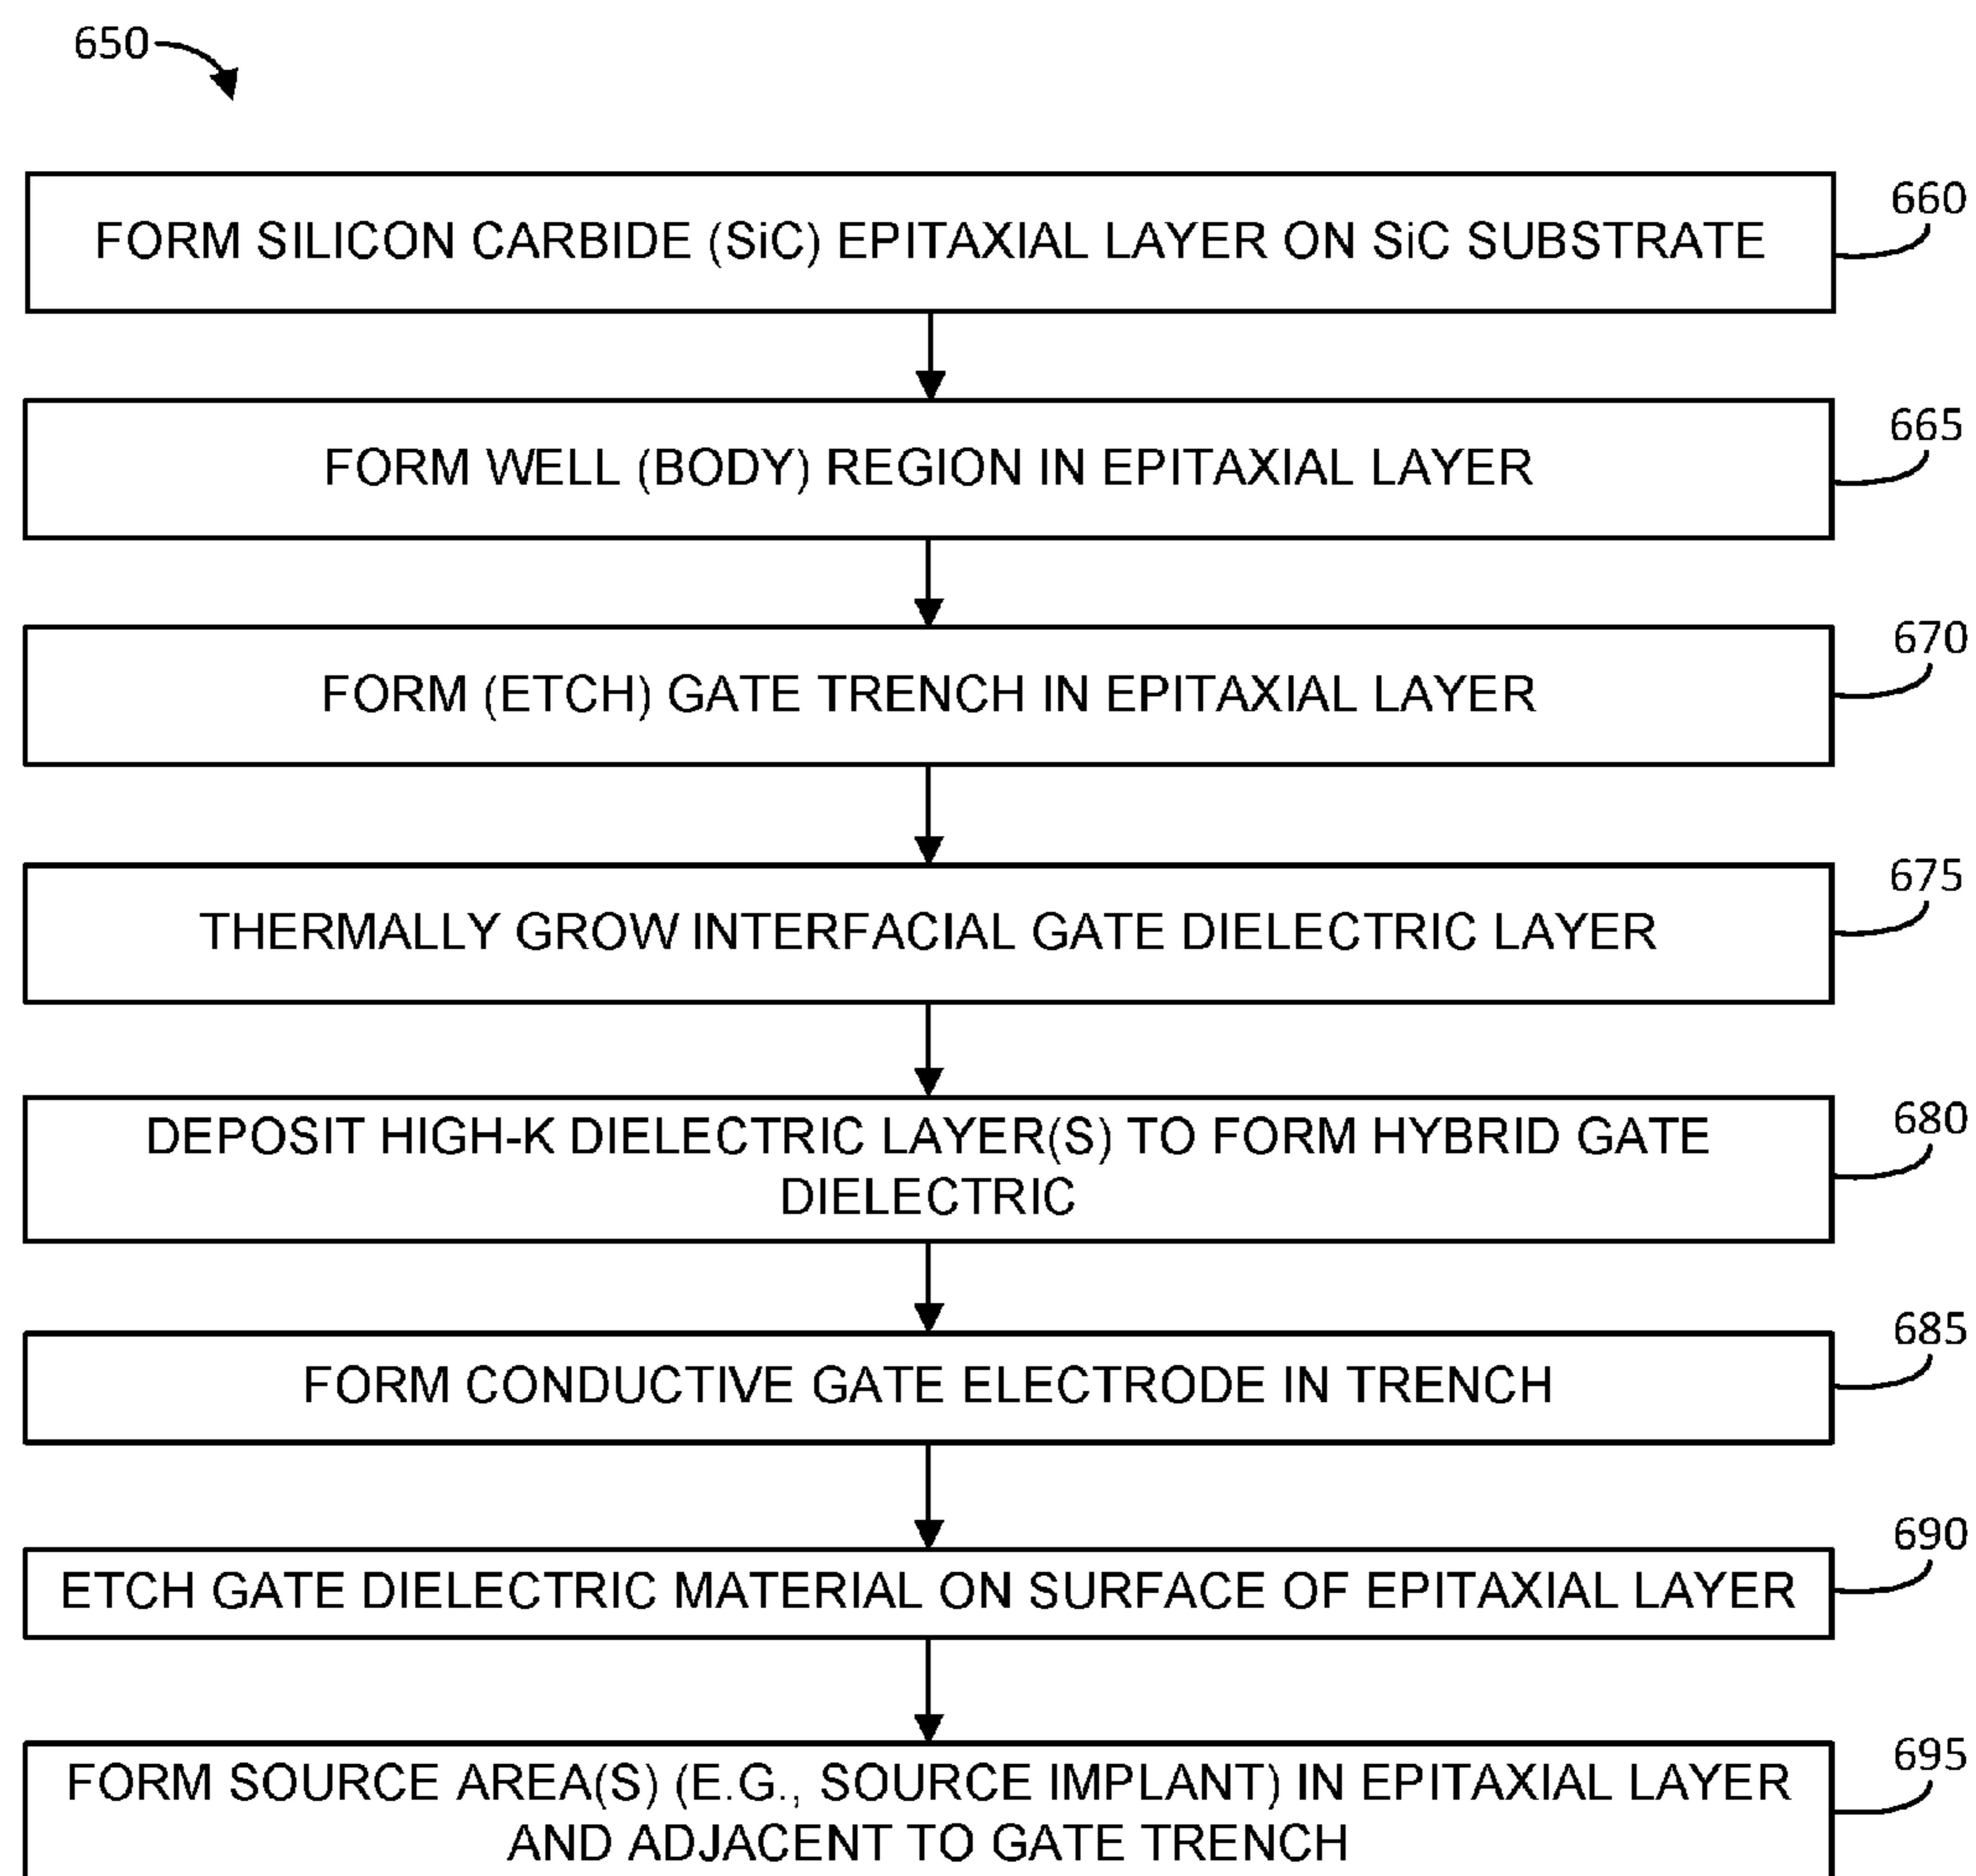 650
FORM SILICON CARBIDE (SiC) EPITAXIAL LAYER ON SiC SUBSTRATE
660
FORM WELL (BODY) REGION IN EPITAXIAL LAYER
665
FORM (ETCH) GATE TRENCH IN EPITAXIAL LAYER
670
THERMALLY GROW INTERFACIAL GATE DIELECTRIC LAYER
675
DEPOSIT HIGH-K DIELECTRIC LAYER(S) TO FORM HYBRID GATE
DIELECTRIC
680
FORM CONDUCTIVE GATE ELECTRODE IN TRENCH
685
ETCH GATE DIELECTRIC MATERIAL ON SURFACE OF EPITAXIAL LAYER
690
FORM SOURCE AREA(S) (E.G., SOURCE IMPLANT) IN EPITAXIAL LAYER
AND ADJACENT TO GATE TRENCH
695